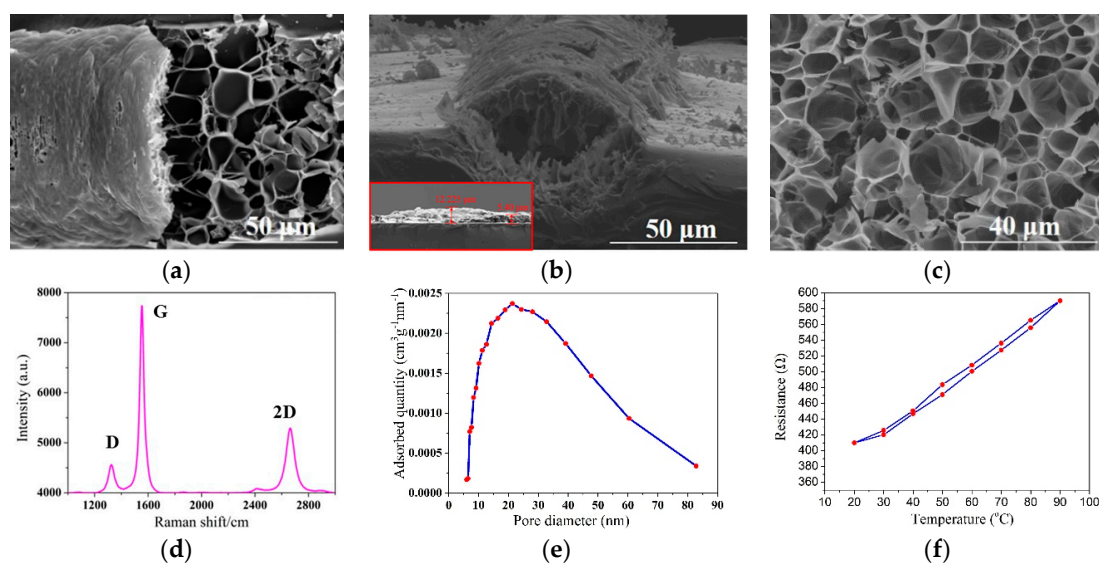 50 μm
50 μm
40 μm
(a)
(b)
(c)
8000
7000
6000
5000
4000
Intensity (a.u.)
D
G
2D
1200 1600 2000 2400 2800
Raman shift/cm
(d)
0.0025
0.0020
0.0015
0.0010
0.0005
0.0000
Adsorbed quantity (cm³g⁻¹nm⁻¹)
0 10 20 30 40 50 60 70 80 90
Pore diameter (nm)
(e)
600
580
560
540
520
500
480
460
440
420
400
380
360
Resistance (Ω)
10 20 30 40 50 60 70 80 90 100
Temperature (°C)
(f)